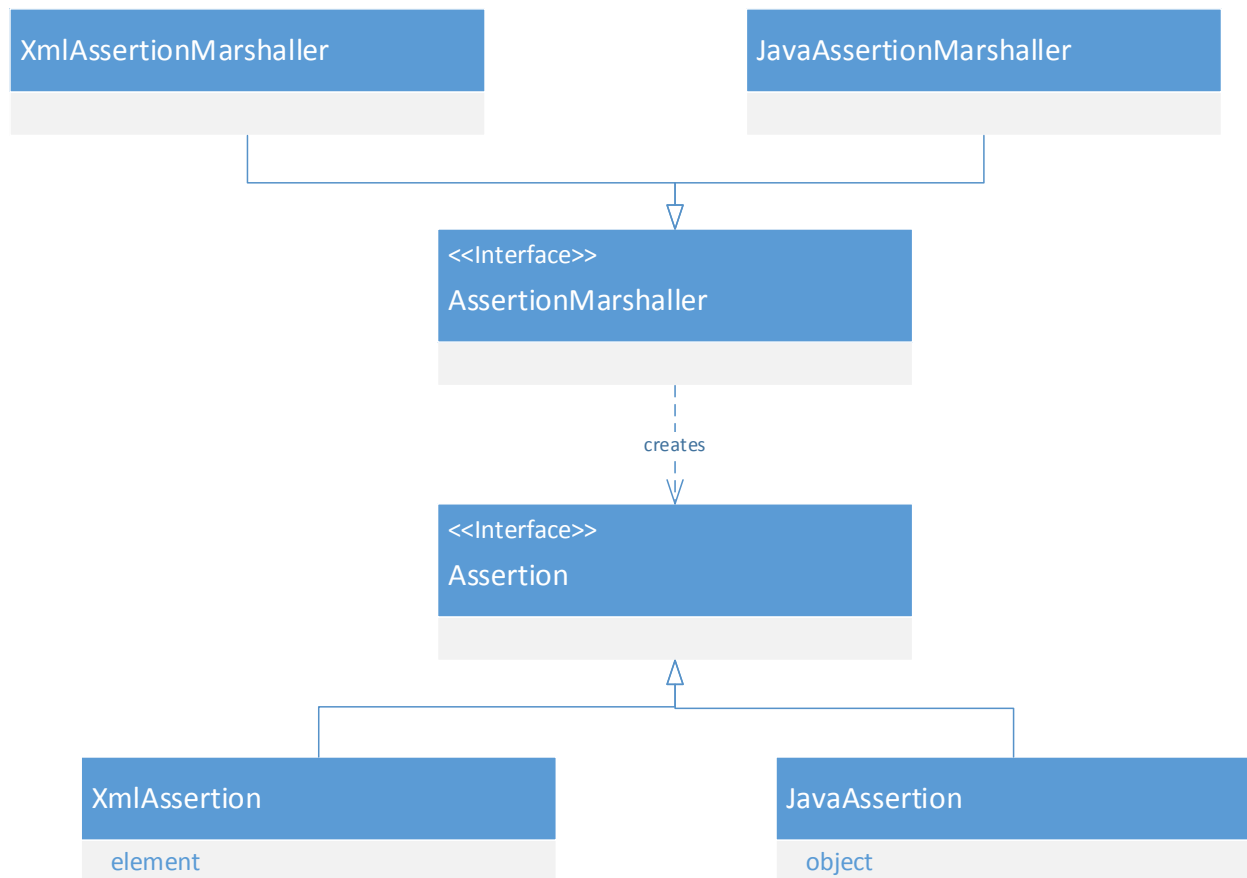 XmlAssertionMarshaller
JavaAssertionMarshaller
<<Interface>>
AssertionMarshaller
creates
<<Interface>>
Assertion
XmlAssertion
element
JavaAssertion
object